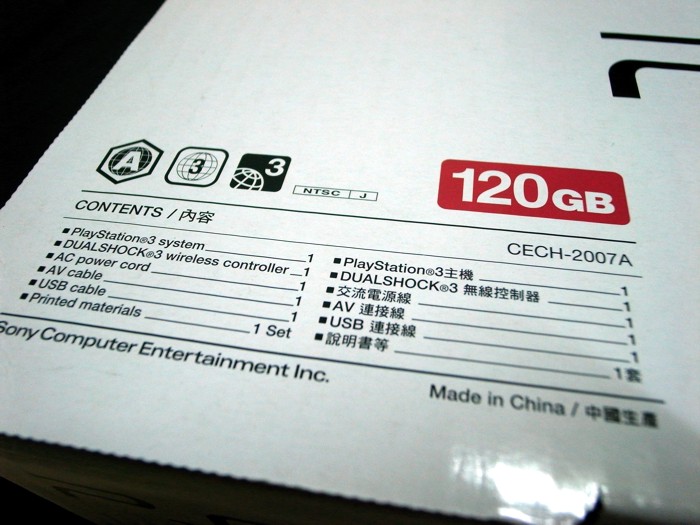 A
3
3
NTSC J
120GB
CECH-2007A
CONTENTS / 內容
■PlayStation®3 system 1
■DUALSHOCK®3 wireless controller 1
■AC power cord 1
■AV cable 1
■USB cable 1
■Printed materials 1 Set
■PlayStation®3主機 1
■DUALSHOCK®3 無線控制器 1
■交流電源線 1
■AV 連接線 1
■USB 連接線 1
■說明書等 1套
Sony Computer Entertainment Inc.
Made in China / 中國生產